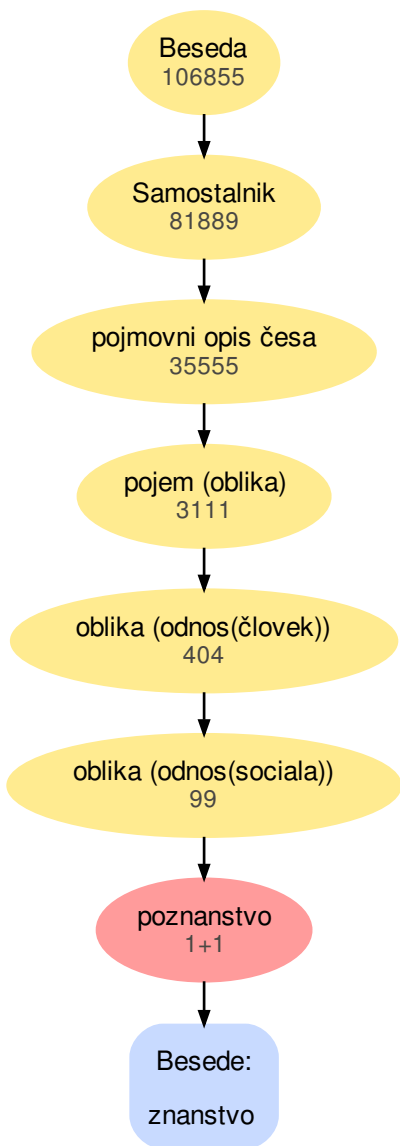 Beseda
106855
Samostalnik
81889
pojmovni opis česa
35555
pojem (oblika)
3111
oblika (odnos(človek))
404
oblika (odnos(sociala))
99
poznanstvo
1+1
Besede:
znanstvo